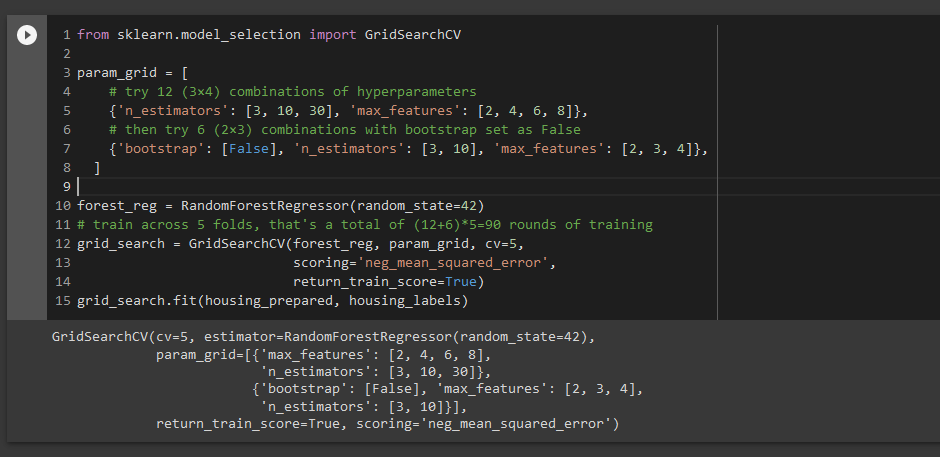 1 from sklearn.model_selection import GridSearchCV
2
3 param_grid = [
4     # try 12 (3×4) combinations of hyperparameters
5     {'n_estimators': [3, 10, 30], 'max_features': [2, 4, 6, 8]},
6     # then try 6 (2×3) combinations with bootstrap set as False
7     {'bootstrap': [False], 'n_estimators': [3, 10], 'max_features': [2, 3, 4]},
8   ]
9
10 forest_reg = RandomForestRegressor(random_state=42)
11 # train across 5 folds, that's a total of (12+6)*5=90 rounds of training
12 grid_search = GridSearchCV(forest_reg, param_grid, cv=5,
13                            scoring='neg_mean_squared_error',
14                            return_train_score=True)
15 grid_search.fit(housing_prepared, housing_labels)
GridSearchCV(cv=5, estimator=RandomForestRegressor(random_state=42),
             param_grid=[{'max_features': [2, 4, 6, 8],
                          'n_estimators': [3, 10, 30]},
                         {'bootstrap': [False], 'max_features': [2, 3, 4],
                          'n_estimators': [3, 10]}],
             return_train_score=True, scoring='neg_mean_squared_error')